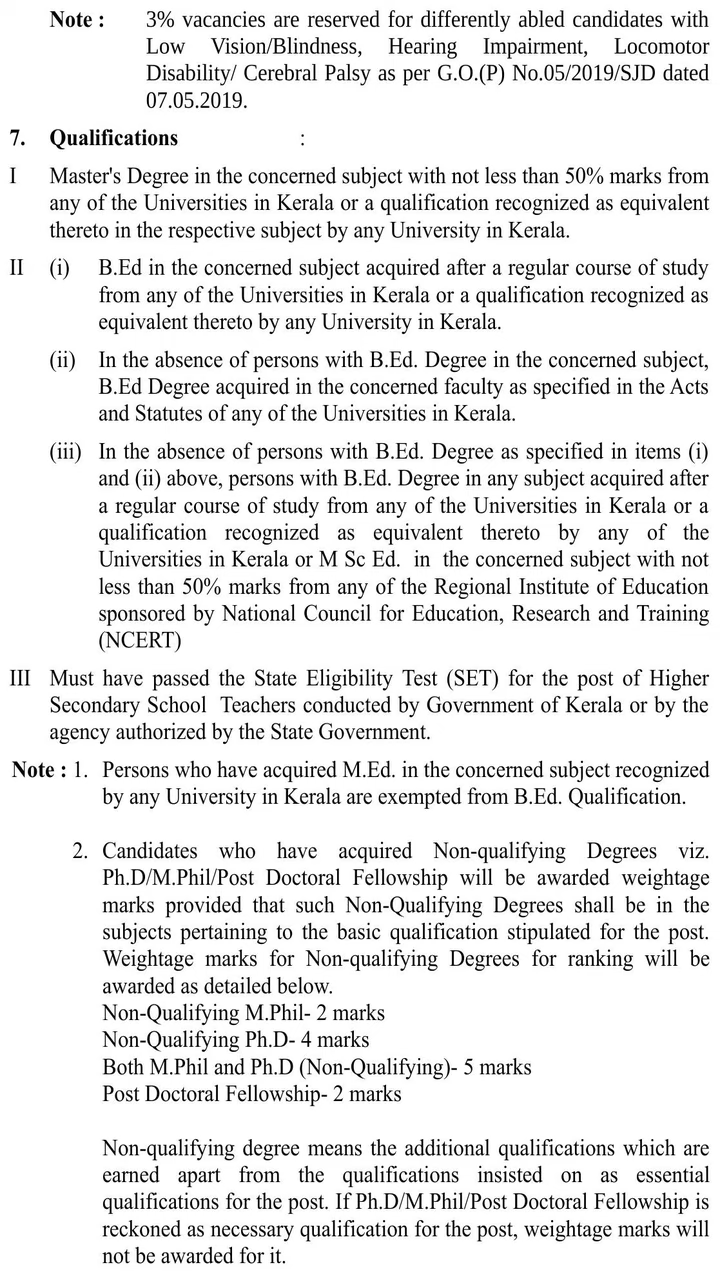 Note : 3% vacancies are reserved for differently abled candidates with
Low Vision/Blindness, Hearing Impairment, Locomotor
Disability/ Cerebral Palsy as per G.O.(P) No.05/2019/SJD dated
07.05.2019.
7. Qualifications :
I Master's Degree in the concerned subject with not less than 50% marks from
any of the Universities in Kerala or a qualification recognized as equivalent
thereto in the respective subject by any University in Kerala.
II (i) B.Ed in the concerned subject acquired after a regular course of study
from any of the Universities in Kerala or a qualification recognized as
equivalent thereto by any University in Kerala.
(ii) In the absence of persons with B.Ed. Degree in the concerned subject,
B.Ed Degree acquired in the concerned faculty as specified in the Acts
and Statutes of any of the Universities in Kerala.
(iii) In the absence of persons with B.Ed. Degree as specified in items (i)
and (ii) above, persons with B.Ed. Degree in any subject acquired after
a regular course of study from any of the Universities in Kerala or a
qualification recognized as equivalent thereto by any of the
Universities in Kerala or M Sc Ed. in the concerned subject with not
less than 50% marks from any of the Regional Institute of Education
sponsored by National Council for Education, Research and Training
(NCERT)
III Must have passed the State Eligibility Test (SET) for the post of Higher
Secondary School Teachers conducted by Government of Kerala or by the
agency authorized by the State Government.
Note : 1. Persons who have acquired M.Ed. in the concerned subject recognized
by any University in Kerala are exempted from B.Ed. Qualification.
2. Candidates who have acquired Non-qualifying Degrees viz.
Ph.D/M.Phil/Post Doctoral Fellowship will be awarded weightage
marks provided that such Non-Qualifying Degrees shall be in the
subjects pertaining to the basic qualification stipulated for the post.
Weightage marks for Non-qualifying Degrees for ranking will be
awarded as detailed below.
Non-Qualifying M.Phil- 2 marks
Non-Qualifying Ph.D- 4 marks
Both M.Phil and Ph.D (Non-Qualifying)- 5 marks
Post Doctoral Fellowship- 2 marks
Non-qualifying degree means the additional qualifications which are
earned apart from the qualifications insisted on as essential
qualifications for the post. If Ph.D/M.Phil/Post Doctoral Fellowship is
reckoned as necessary qualification for the post, weightage marks will
not be awarded for it.